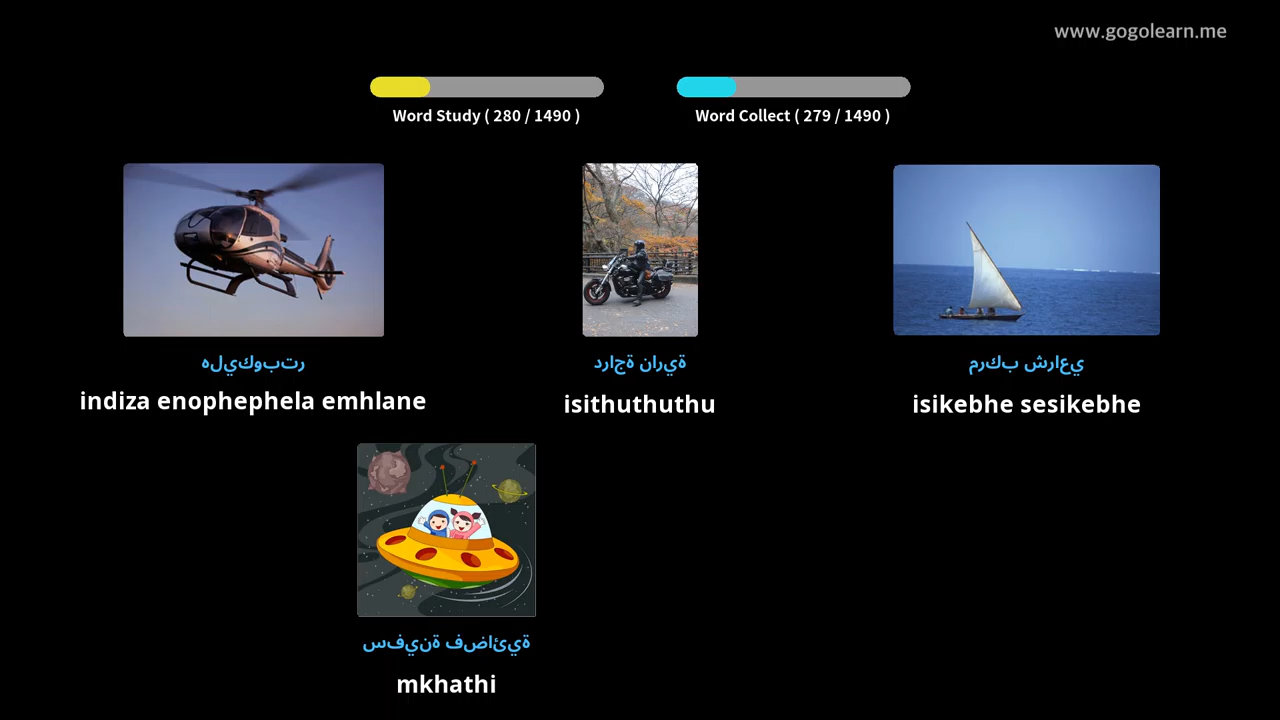 www.gogolearn.me
Word Study ( 280 / 1490 )
Word Collect ( 279 / 1490 )
هليكوبتر
indiza enophephela emhlane
دراجة نارية
isithuthuthu
مركب شراعي
isikebhe sesikebhe
سفينة فضائية
mkhathi